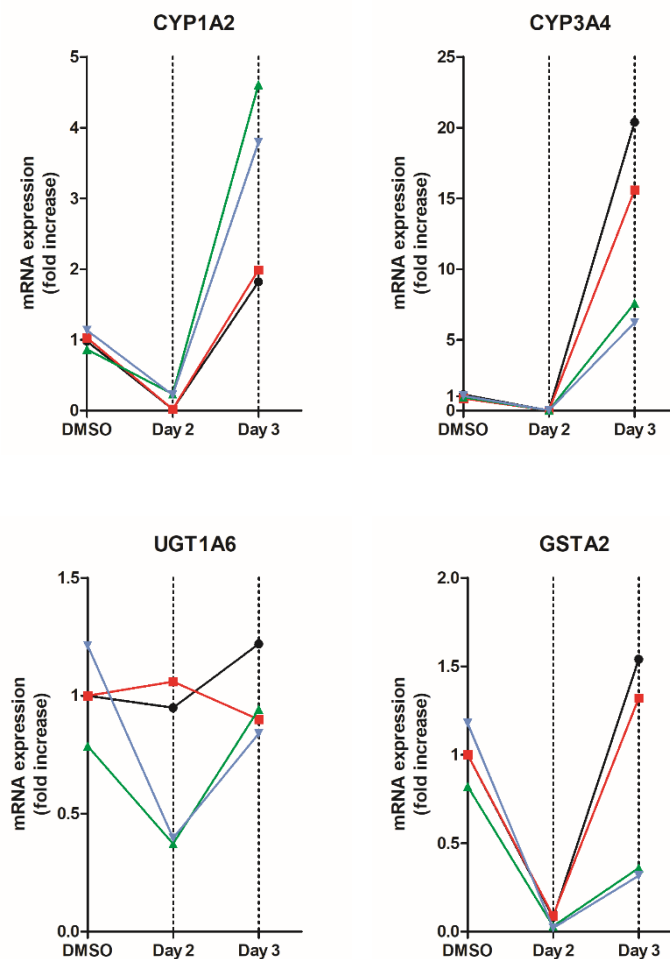 CYP1A2
mRNA expression
(fold increase)
5
4
3
2
1
0
DMSO
Day 2
Day 3
CYP3A4
mRNA expression
(fold increase)
25
20
15
10
5
1
0
DMSO
Day 2
Day 3
UGT1A6
mRNA expression
(fold increase)
1.5
1
0.5
0.0
DMSO
Day 2
Day 3
GSTA2
mRNA expression
(fold increase)
2.0
1.5
1
0.5
0.0
DMSO
Day 2
Day 3